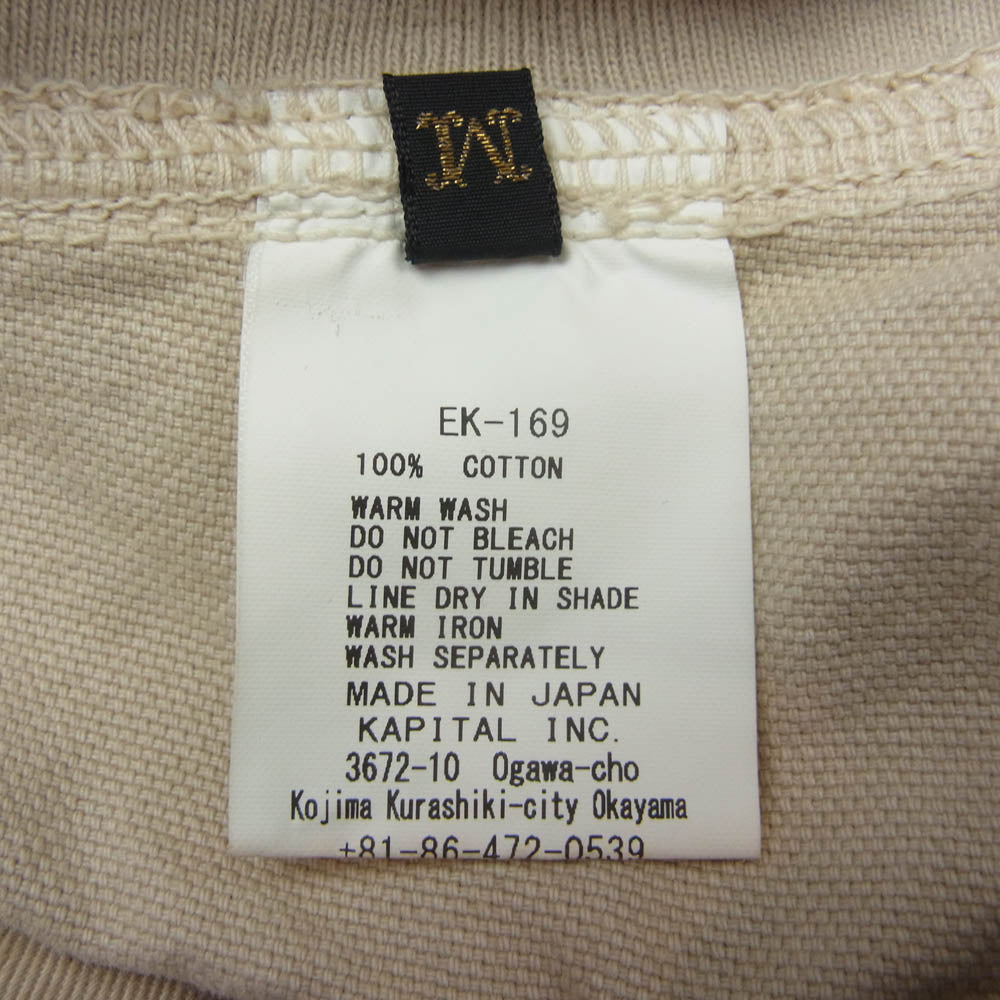 M
EK-169
100% COTTON
WARM WASH
DO NOT BLEACH
DO NOT TUMBLE
LINE DRY IN SHADE
WARM IRON
WASH SEPARATELY
MADE IN JAPAN
KAPITAL INC.
3672-10 Ogawa-cho
Kojima Kurashiki-city Okayama
+81-86-472-0539